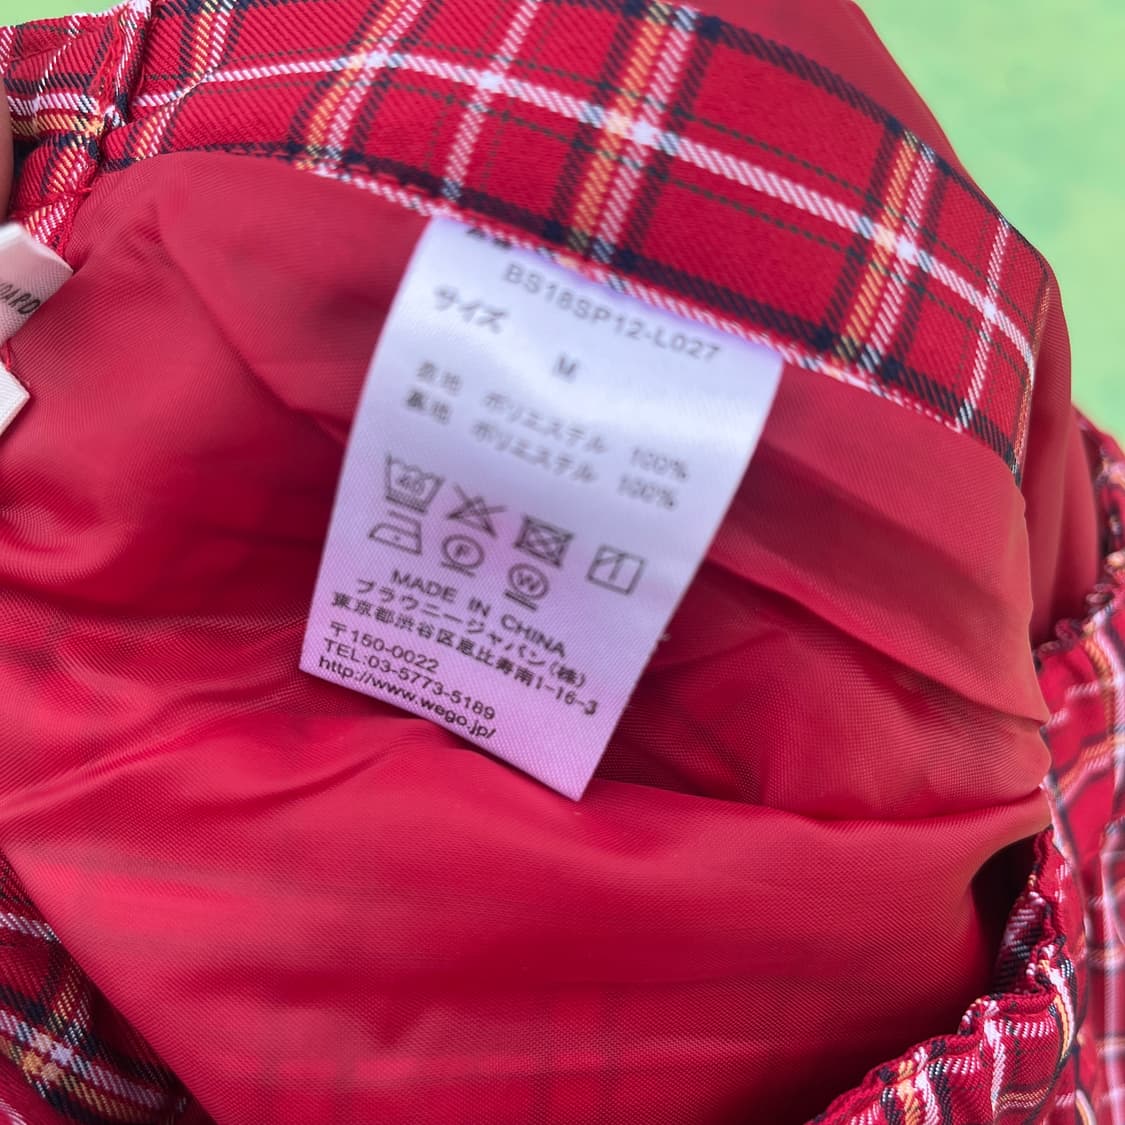 BS18SP12-L027
サイズ
M
表地 ポリエステル 100%
裏地 ポリエステル 100%
40
F
W
MADE IN CHINA
ブラウニージャパン(株)
東京都渋谷区恵比寿南1-16-3
〒150-0022
TEL:03-5773-5189
http://www.wego.jp/